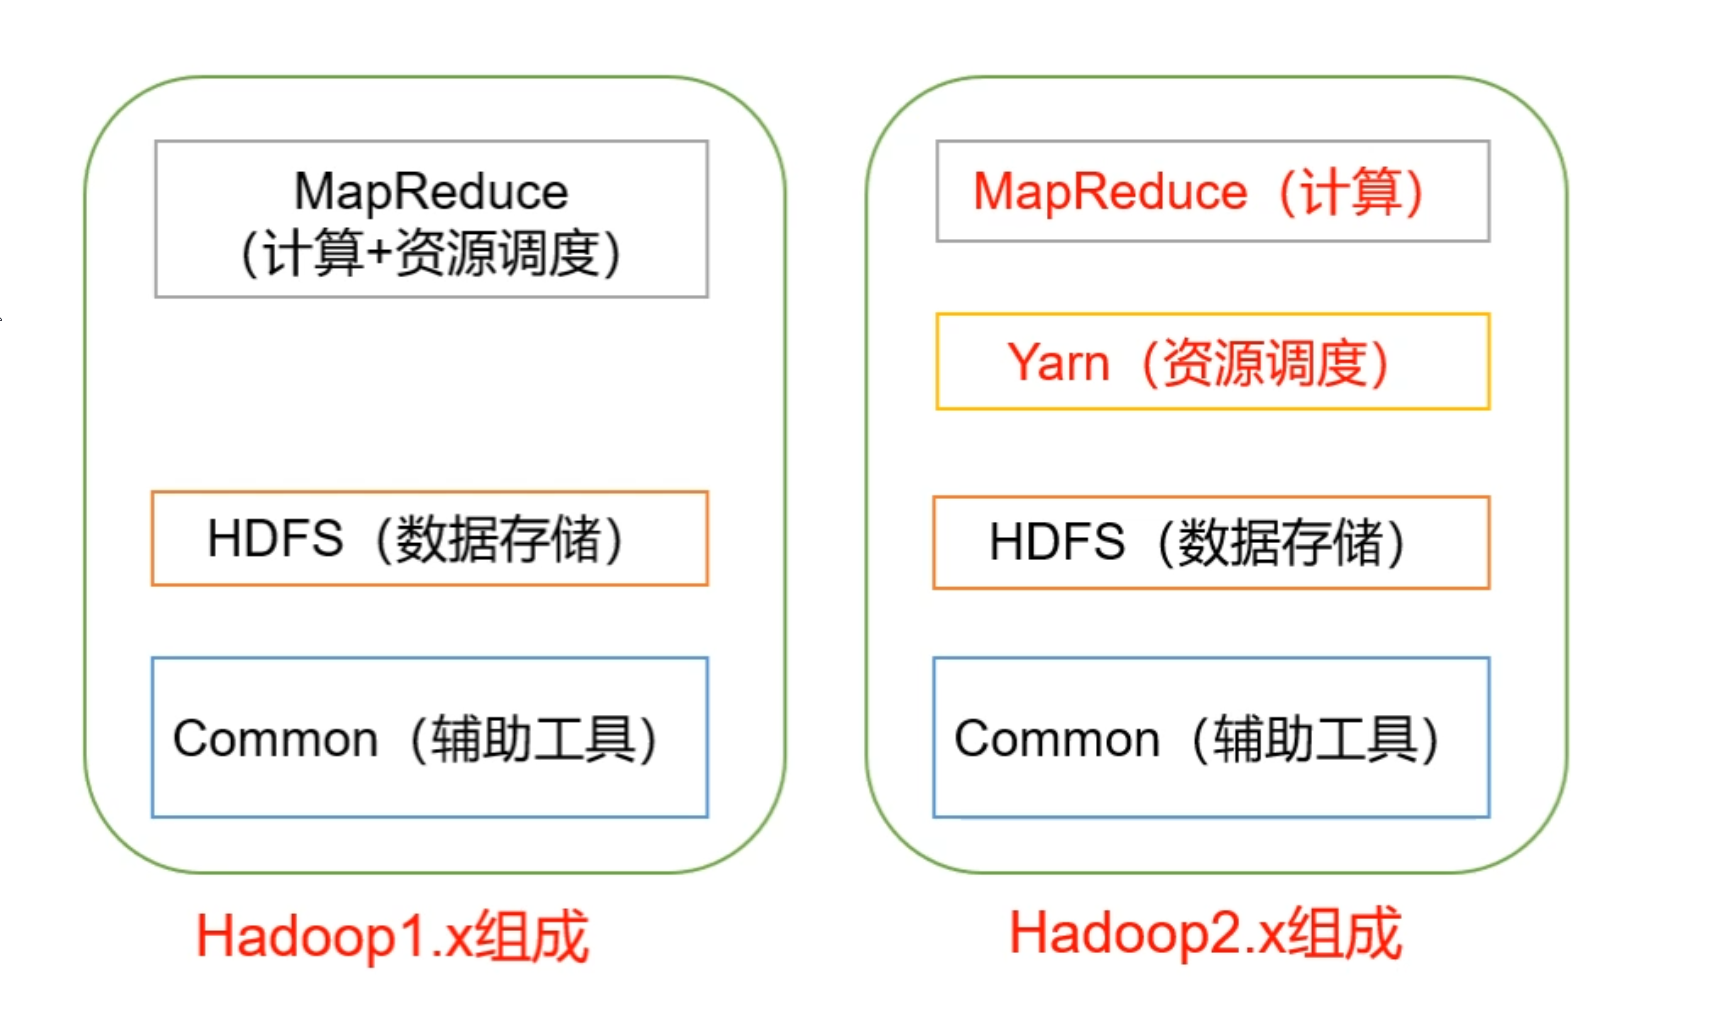 MapReduce
（计算+资源调度）
HDFS（数据存储）
Common（辅助工具）
Hadoop1.x组成
MapReduce（计算）
Yarn（资源调度）
HDFS（数据存储）
Common（辅助工具）
Hadoop2.x组成